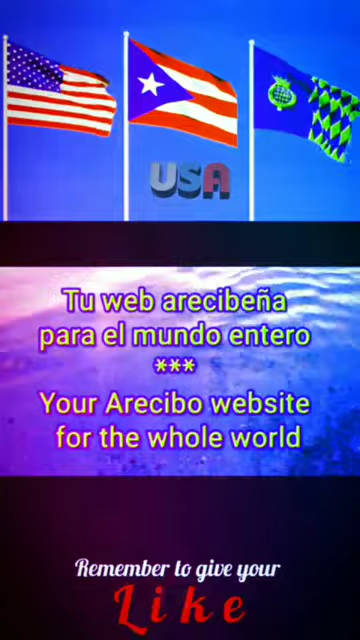 USA
Tu web arecibeña
para el mundo entero
***
Your Arecibo website
for the whole world
Remember to give your
Like